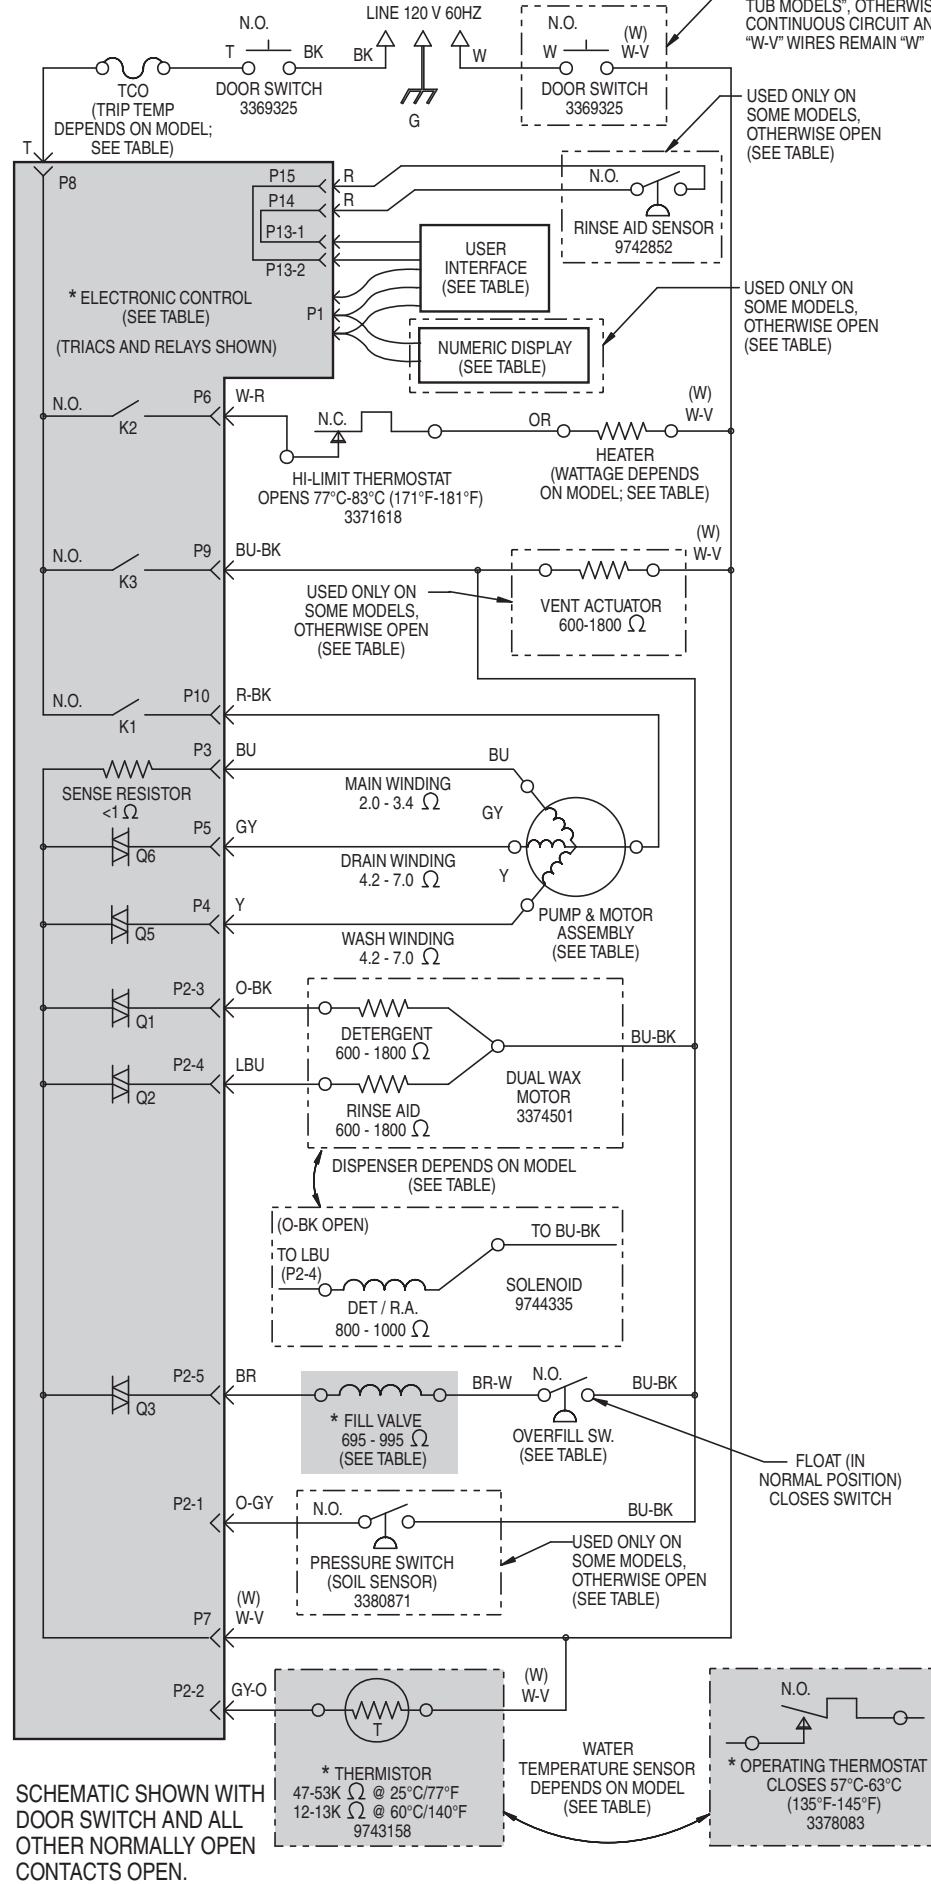 TUB MODELS", OTHERWIS
CONTINUOUS CIRCUIT AN
"W-V" WIRES REMAIN "W"
LINE 120 V 60HZ
N.O.
T
BK
BK
DOOR SWITCH
3369325
G
W
N.O.
(W)
W
W-V
DOOR SWITCH
3369325
TCO
(TRIP TEMP
DEPENDS ON MODEL;
SEE TABLE)
T
P8
USED ONLY ON
SOME MODELS,
OTHERWISE OPEN
(SEE TABLE)
P15
R
P14
R
P13-1
P13-2
N.O.
RINSE AID SENSOR
9742852
USER
INTERFACE
(SEE TABLE)
* ELECTRONIC CONTROL
(SEE TABLE)
(TRIACS AND RELAYS SHOWN)
P1
NUMERIC DISPLAY
(SEE TABLE)
USED ONLY ON
SOME MODELS,
OTHERWISE OPEN
(SEE TABLE)
N.O.
K2
P6
W-R
N.C.
OR
(W)
W-V
HI-LIMIT THERMOSTAT
OPENS 77°C-83°C (171°F-181°F)
3371618
HEATER
(WATTAGE DEPENDS
ON MODEL; SEE TABLE)
N.O.
K3
P9
BU-BK
(W)
W-V
USED ONLY ON
SOME MODELS,
OTHERWISE OPEN
(SEE TABLE)
VENT ACTUATOR
600-1800 Ω
N.O.
K1
P10
R-BK
P3
BU
BU
SENSE RESISTOR
<1 Ω
MAIN WINDING
2.0 - 3.4 Ω
GY
P5
GY
Q6
DRAIN WINDING
4.2 - 7.0 Ω
Y
P4
Y
Q5
WASH WINDING
4.2 - 7.0 Ω
PUMP & MOTOR
ASSEMBLY
(SEE TABLE)
P2-3
O-BK
Q1
DETERGENT
600 - 1800 Ω
BU-BK
P2-4
LBU
Q2
RINSE AID
600 - 1800 Ω
DUAL WAX
MOTOR
3374501
DISPENSER DEPENDS ON MODEL
(SEE TABLE)
(O-BK OPEN)
TO LBU
(P2-4)
TO BU-BK
DET / R.A.
800 - 1000 Ω
SOLENOID
9744335
P2-5
BR
Q3
BR-W
N.O.
BU-BK
* FILL VALVE
695 - 995 Ω
(SEE TABLE)
OVERFILL SW.
(SEE TABLE)
FLOAT (IN
NORMAL POSITION)
CLOSES SWITCH
P2-1
O-GY
N.O.
BU-BK
PRESSURE SWITCH
(SOIL SENSOR)
3380871
USED ONLY ON
SOME MODELS,
OTHERWISE OPEN
(SEE TABLE)
P7
(W)
W-V
P2-2
GY-O
(W)
W-V
T
* THERMISTOR
47-53K Ω @ 25°C/77°F
12-13K Ω @ 60°C/140°F
9743158
WATER
TEMPERATURE SENSOR
DEPENDS ON MODEL
(SEE TABLE)
N.O.
* OPERATING THERMOSTAT
CLOSES 57°C-63°C
(135°F-145°F)
3378083
SCHEMATIC SHOWN WITH
DOOR SWITCH AND ALL
OTHER NORMALLY OPEN
CONTACTS OPEN.